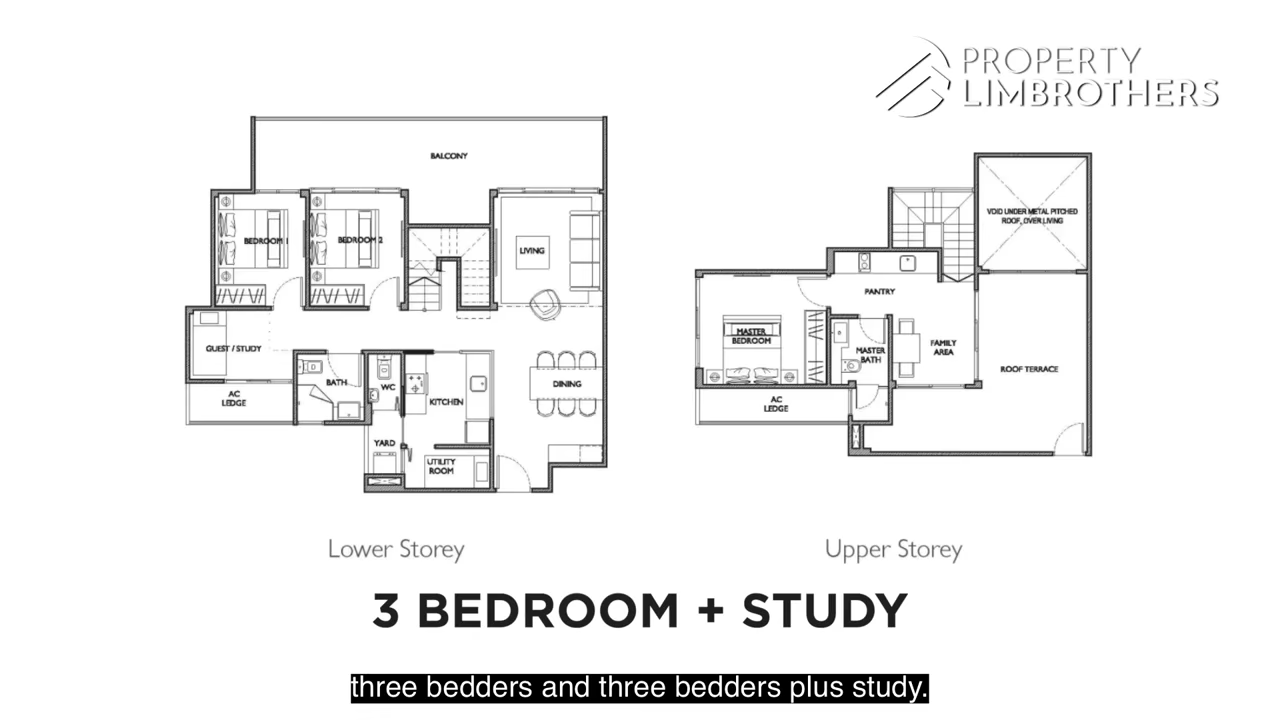 PROPERTY
LIMBROTHERS
BALCONY
BEDROOM 1
BEDROOM 2
LIVING
GUEST / STUDY
AC
LEDGE
BATH
WC
KITCHEN
DINING
YARD
UTILITY
ROOM
VOID UNDER METAL PITCHED
ROOF, OVER LIVING
PANTRY
MASTER
BEDROOM
MASTER
BATH
FAMILY
AREA
ROOF TERRACE
AC
LEDGE
Lower Storey
Upper Storey
3 BEDROOM + STUDY
three bedders and three bedders plus study.